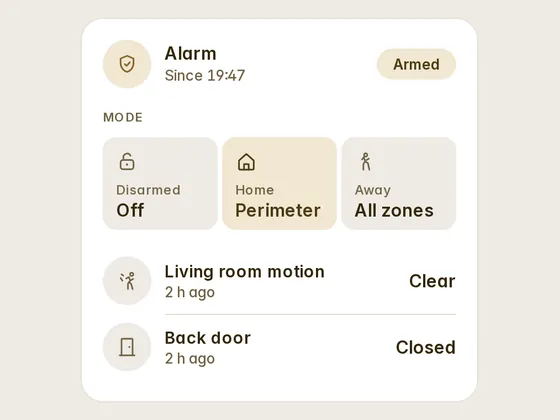 Alarm
Since 19:47
Armed
MODE
Disarmed
Off
Home
Perimeter
Away
All zones
Living room motion
2 h ago
Clear
Back door
2 h ago
Closed